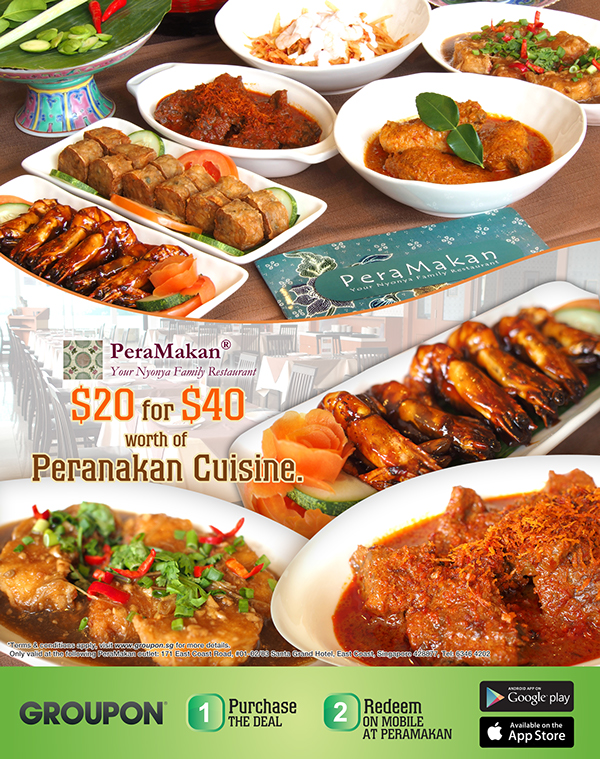 PeraMakan
Your Nyonya Family Restaurant
PeraMakan®
Your Nyonya Family Restaurant
$20 for $40
worth of
Peranakan Cuisine.
*Terms & conditions apply, visit www.groupon.sg for more details.
Only valid at the following PeraMakan outlet: 171 East Coast Road, #01-02/03 Santa Grand Hotel, East Coast, Singapore 428877, Tel: 6346 4202
GROUPON®
1 Purchase
THE DEAL
2 Redeem
ON MOBILE
AT PERAMAKAN
ANDROID APP ON
Google play
Available on the
App Store